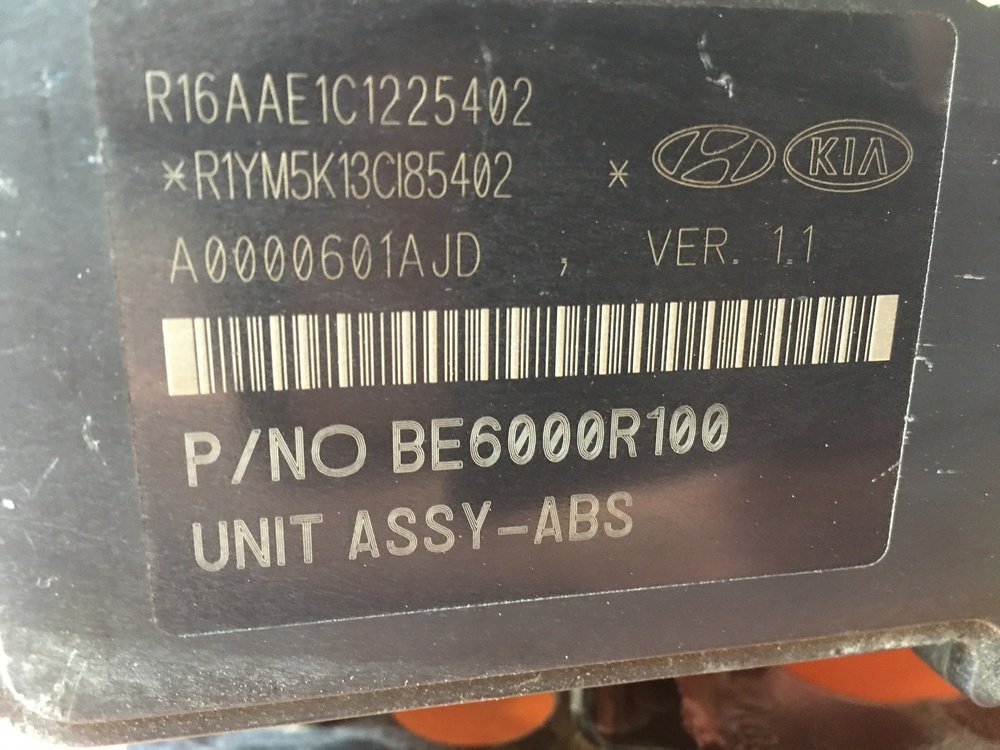 R16AAE1C1225402
*R1YM5K13CI85402 *
KIA
A0000601AJD , VER. 1.1
P/NO BE6000R100
UNIT ASSY-ABS